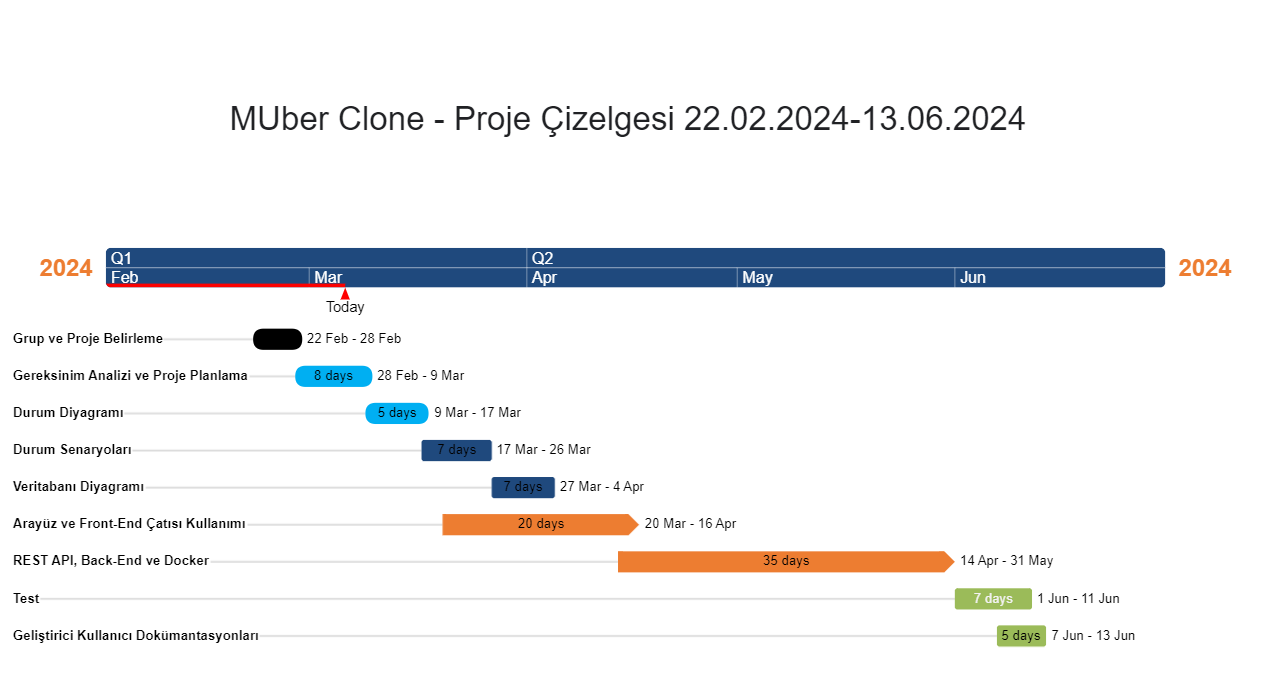 MUber Clone - Proje Çizelgesi 22.02.2024-13.06.2024
Q1 Q2
2024 2024
Feb Mar Apr May Jun
Today
Grup ve Proje Belirleme 22 Feb - 28 Feb
Gereksinim Analizi ve Proje Planlama 8 days 28 Feb - 9 Mar
Durum Diyagramı 5 days 9 Mar - 17 Mar
Durum Senaryoları 7 days 17 Mar - 26 Mar
Veritabanı Diyagramı 7 days 27 Mar - 4 Apr
Arayüz ve Front-End Çatısı Kullanımı 20 days 20 Mar - 16 Apr
REST API, Back-End ve Docker 35 days 14 Apr - 31 May
Test 7 days 1 Jun - 11 Jun
Geliştirici Kullanıcı Dokümantasyonları 5 days 7 Jun - 13 Jun